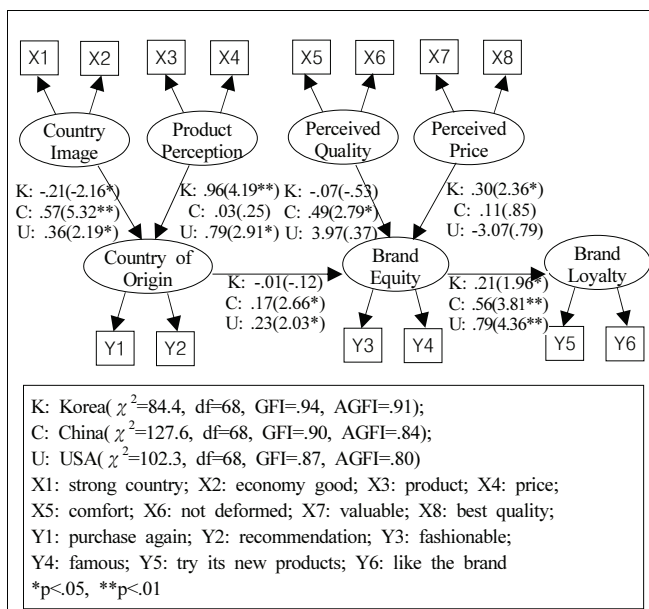 X1 X2 X3 X4 X5 X6 X7 X8
Country Image
Product Perception
Perceived Quality
Perceived Price
K: -.21(-2.16*)
C: .57(5.32**)
U: .36(2.19*)
K: .96(4.19**)
C: .03(.25)
U: .79(2.91*)
K: -.07(-.53)
C: .49(2.79*)
U: 3.97(.37)
K: .30(2.36*)
C: .11(.85)
U: -3.07(.79)
Country of Origin
K: -.01(-.12)
C: .17(2.66*)
U: .23(2.03*)
Brand Equity
K: .21(1.96*)
C: .56(3.81**)
U: .79(4.36**)
Brand Loyalty
Y1 Y2 Y3 Y4 Y5 Y6
K: Korea(χ²=84.4, df=68, GFI=.94, AGFI=.91);
C: China(χ²=127.6, df=68, GFI=.90, AGFI=.84);
U: USA(χ²=102.3, df=68, GFI=.87, AGFI=.80)
X1: strong country; X2: economy good; X3: product; X4: price;
X5: comfort; X6: not deformed; X7: valuable; X8: best quality;
Y1: purchase again; Y2: recommendation; Y3: fashionable;
Y4: famous; Y5: try its new products; Y6: like the brand
*p<.05, **p<.01